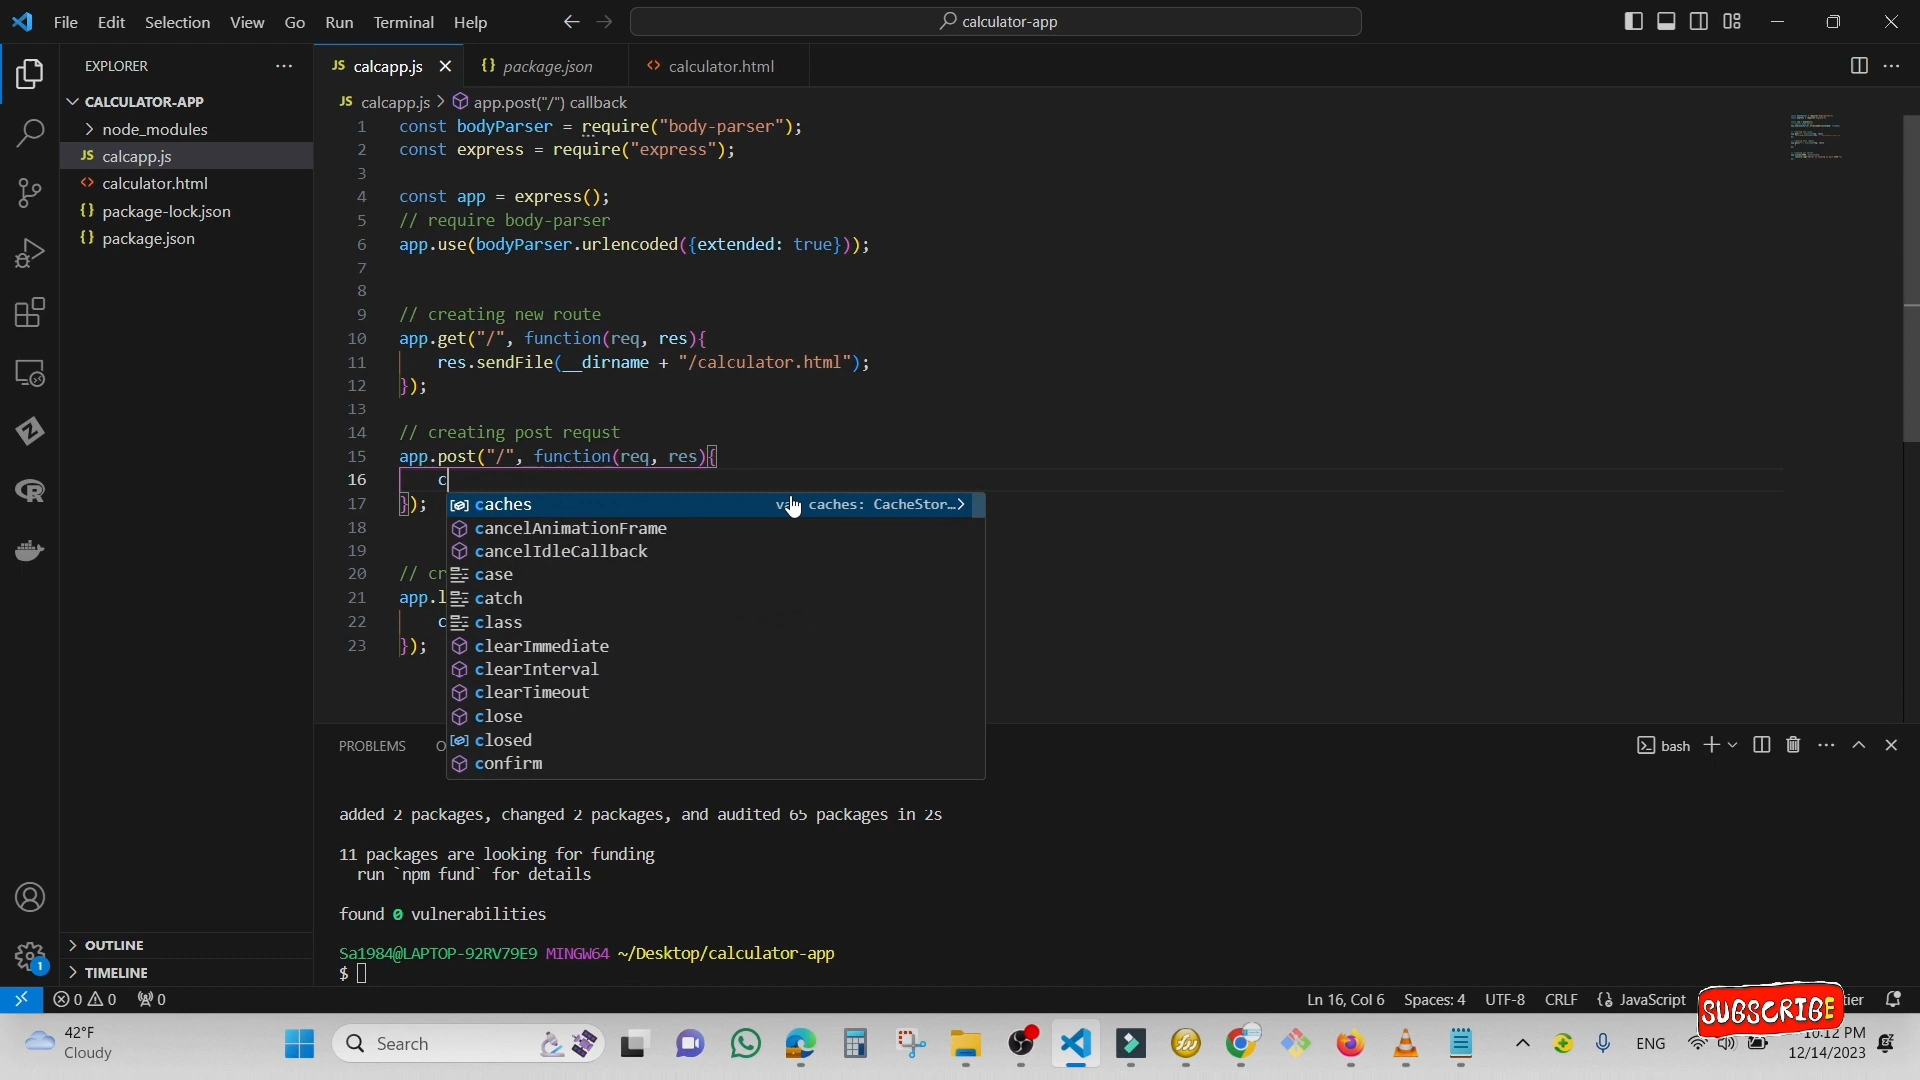 File Edit Selection View Go Run Terminal Help
calculator-app
EXPLORER
JS calcapp.js
{} package.json
<> calculator.html
CALCULATOR-APP
node_modules
JS calcapp.js
<> calculator.html
{} package-lock.json
{} package.json
JS calcapp.js > app.post("/") callback
1 const bodyParser = require("body-parser");
2 const express = require("express");
3
4 const app = express();
5 // require body-parser
6 app.use(bodyParser.urlencoded({extended: true}));
7
8
9 // creating new route
10 app.get("/", function(req, res){
11 res.sendFile(__dirname + "/calculator.html");
12 });
13
14 // creating post requst
15 app.post("/", function(req, res){
16 c
17 });
18
19
20 // cr
21 app.l
22 c
23 });
caches caches: CacheStor…
cancelAnimationFrame
cancelIdleCallback
case
catch
class
clearImmediate
clearInterval
clearTimeout
close
closed
confirm
PROBLEMS O
bash
added 2 packages, changed 2 packages, and audited 65 packages in 2s
11 packages are looking for funding
run `npm fund` for details
found 0 vulnerabilities
Sa1984@LAPTOP-92RV79E9 MINGW64 ~/Desktop/calculator-app
$
OUTLINE
TIMELINE
1
0 0 0
Ln 16, Col 6 Spaces: 4 UTF-8 CRLF {} JavaScript
SUBSCRIBE
42°F
Cloudy
Search
ENG
10:12 PM
12/14/2023